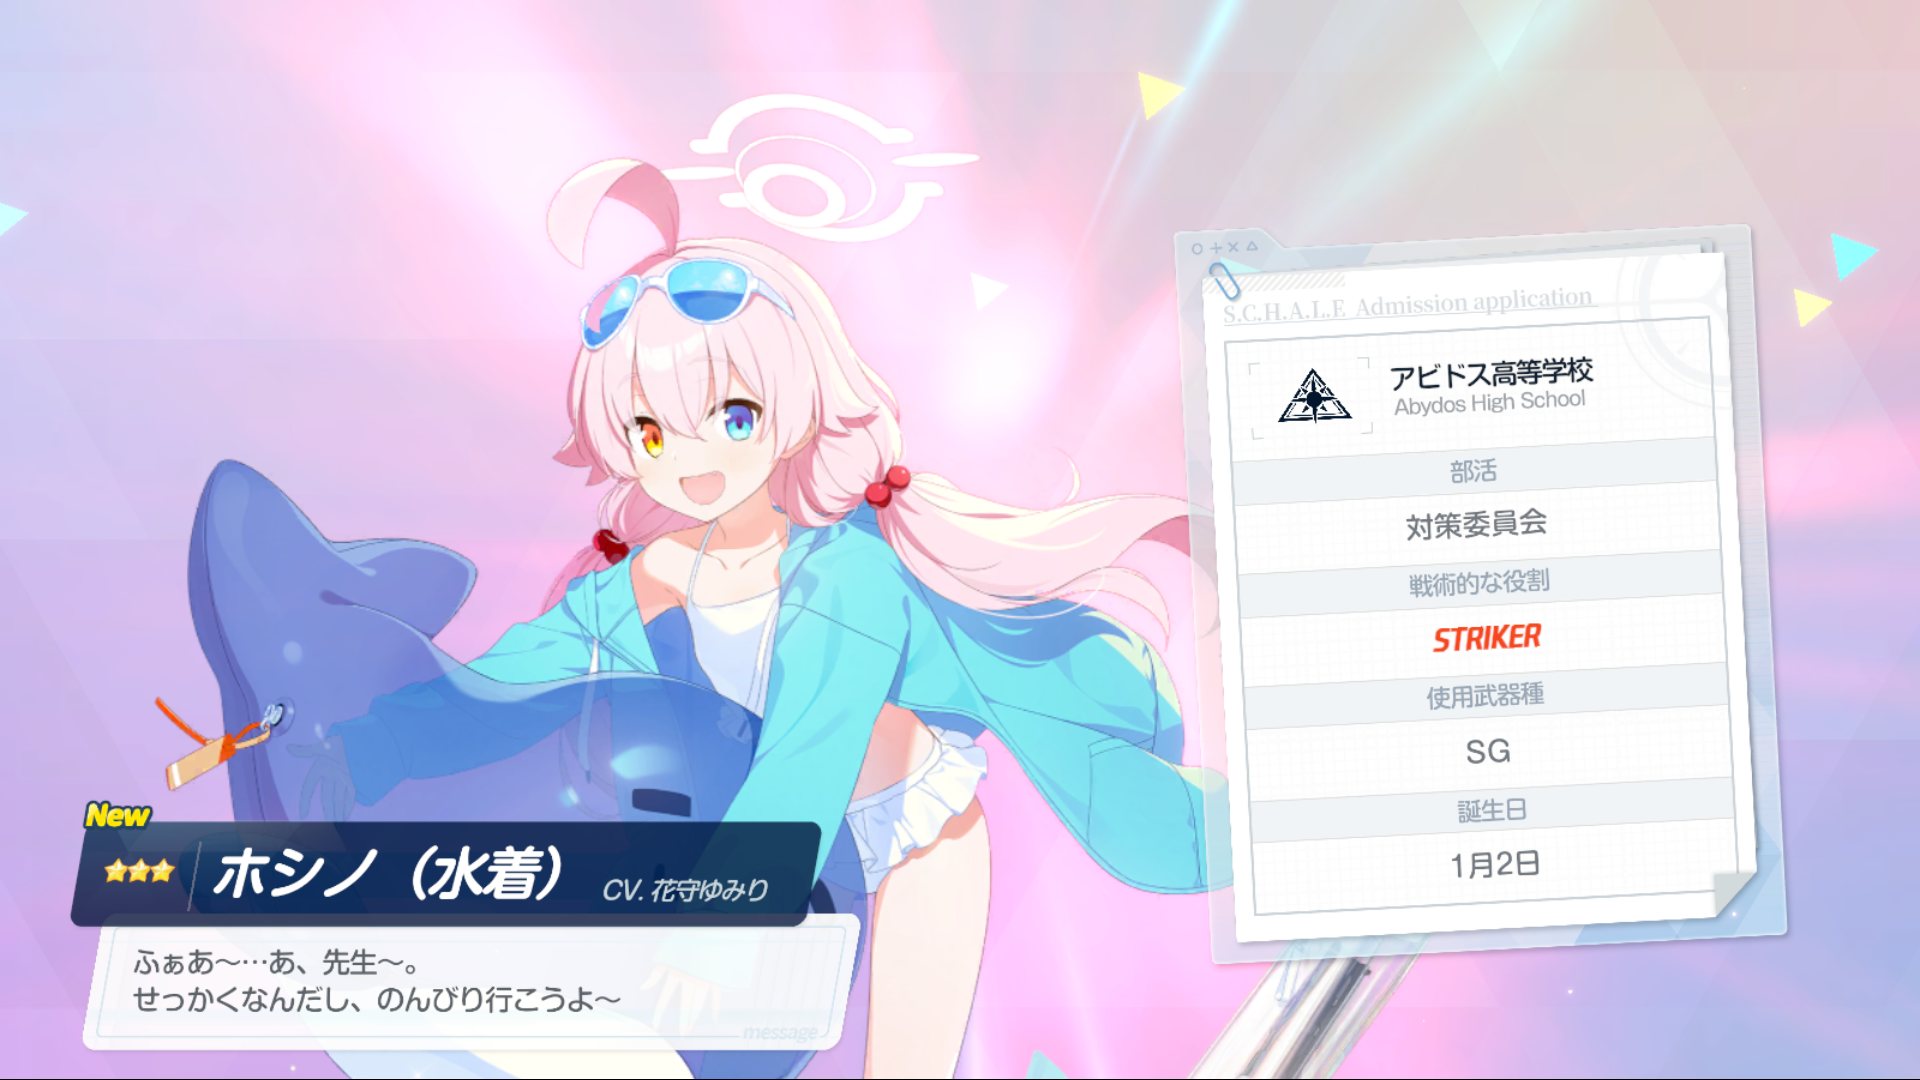 S.C.H.A.L.E Admission application
アビドス高等学校
Abydos High School
部活
対策委員会
戦術的な役割
STRIKER
使用武器種
SG
誕生日
1月2日
New
ホシノ（水着） CV. 花守ゆみり
ふぁあ～…あ、先生～。
せっかくなんだし、のんびり行こうよ～
message